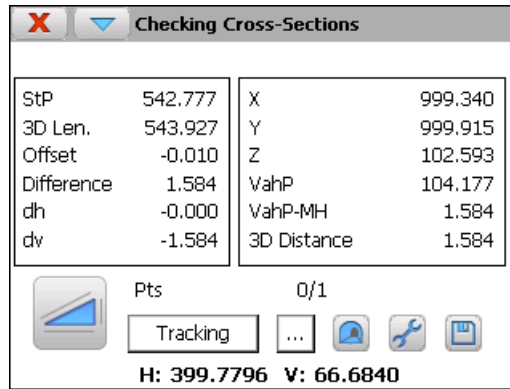 Checking Cross-Sections
StP 542.777
3D Len. 543.927
Offset -0.010
Difference 1.584
dh -0.000
dv -1.584
X 999.340
Y 999.915
Z 102.593
VahP 104.177
VahP-MH 1.584
3D Distance 1.584
Pts 0/1
Tracking ...
H: 399.7796 V: 66.6840